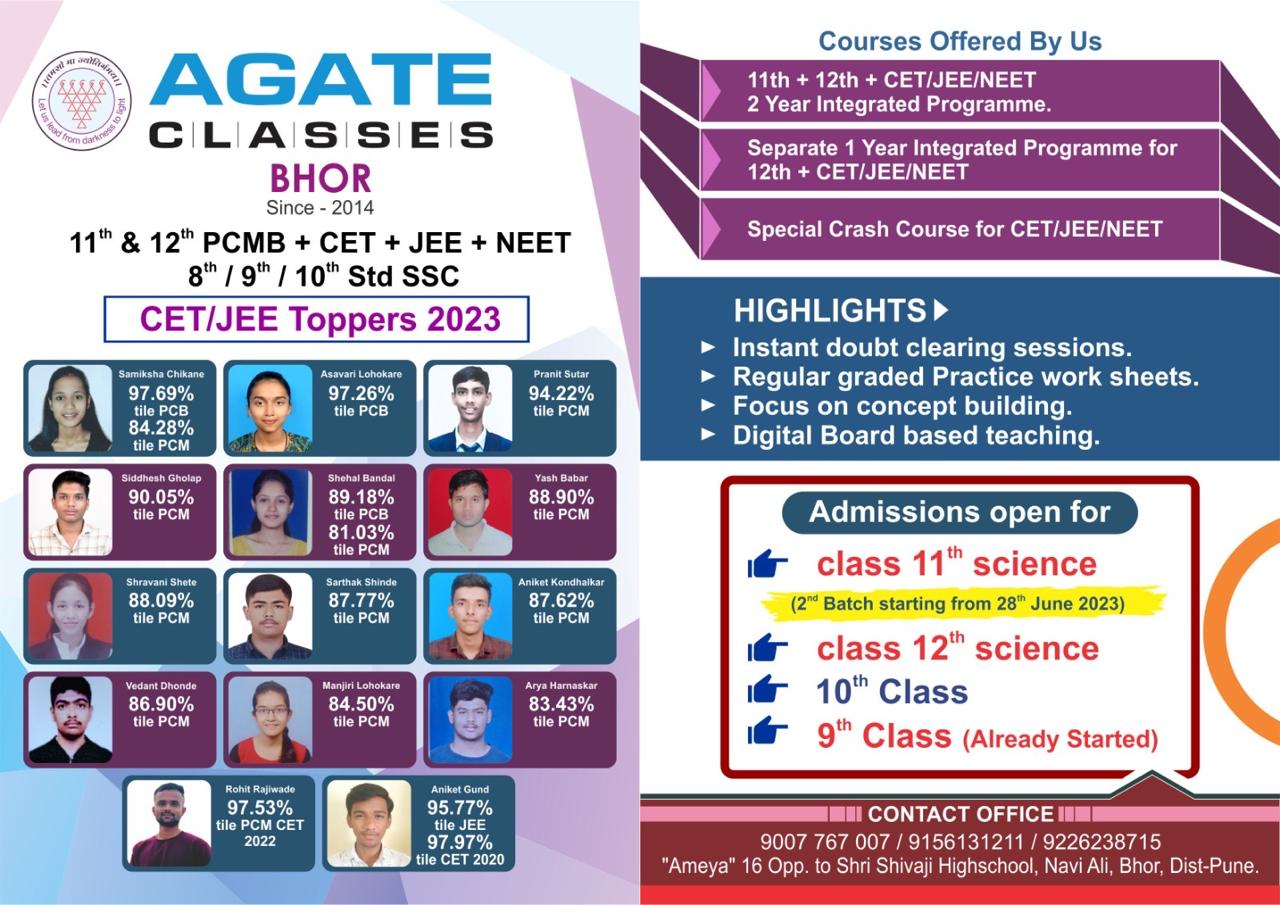 ।। तमसो मा ज्योतिर्गमय ।।
Let us lead from darkness to light
AGATE
CLASSES
BHOR
Since - 2014
11th & 12th PCMB + CET + JEE + NEET
8th / 9th / 10th Std SSC
CET/JEE Toppers 2023
Samiksha Chikane
97.69%
tile PCB
84.28%
tile PCM
Asavari Lohokare
97.26%
tile PCB
Pranit Sutar
94.22%
tile PCM
Siddhesh Gholap
90.05%
tile PCM
Shehal Bandal
89.18%
tile PCB
81.03%
tile PCM
Yash Babar
88.90%
tile PCM
Shravani Shete
88.09%
tile PCM
Sarthak Shinde
87.77%
tile PCM
Aniket Kondhalkar
87.62%
tile PCM
Vedant Dhonde
86.90%
tile PCM
Manjiri Lohokare
84.50%
tile PCM
Arya Harnaskar
83.43%
tile PCM
Rohit Rajiwade
97.53%
tile PCM CET
2022
Aniket Gund
95.77%
tile JEE
97.97%
tile CET 2020
Courses Offered By Us
11th + 12th + CET/JEE/NEET
2 Year Integrated Programme.
Separate 1 Year Integrated Programme for
12th + CET/JEE/NEET
Special Crash Course for CET/JEE/NEET
HIGHLIGHTS
Instant doubt clearing sessions.
Regular graded Practice work sheets.
Focus on concept building.
Digital Board based teaching.
Admissions open for
class 11th science
(2nd Batch starting from 28th June 2023)
class 12th science
10th Class
9th Class (Already Started)
CONTACT OFFICE
9007 767 007 / 9156131211 / 9226238715
"Ameya" 16 Opp. to Shri Shivaji Highschool, Navi Ali, Bhor, Dist-Pune.